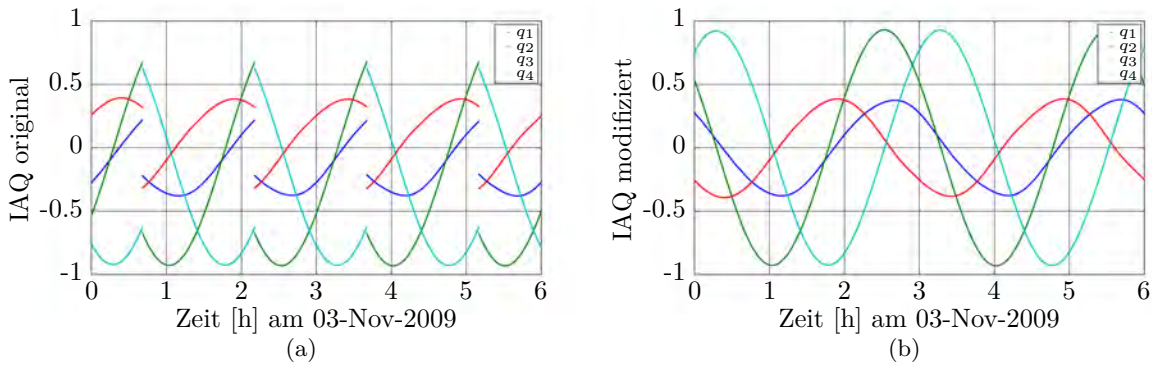 1
0.5
0
-0.5
-1
IAQ original
q1
q2
q3
q4
0 1 2 3 4 5 6
Zeit [h] am 03-Nov-2009
(a)
1
0.5
0
-0.5
-1
IAQ modifiziert
q1
q2
q3
q4
0 1 2 3 4 5 6
Zeit [h] am 03-Nov-2009
(b)